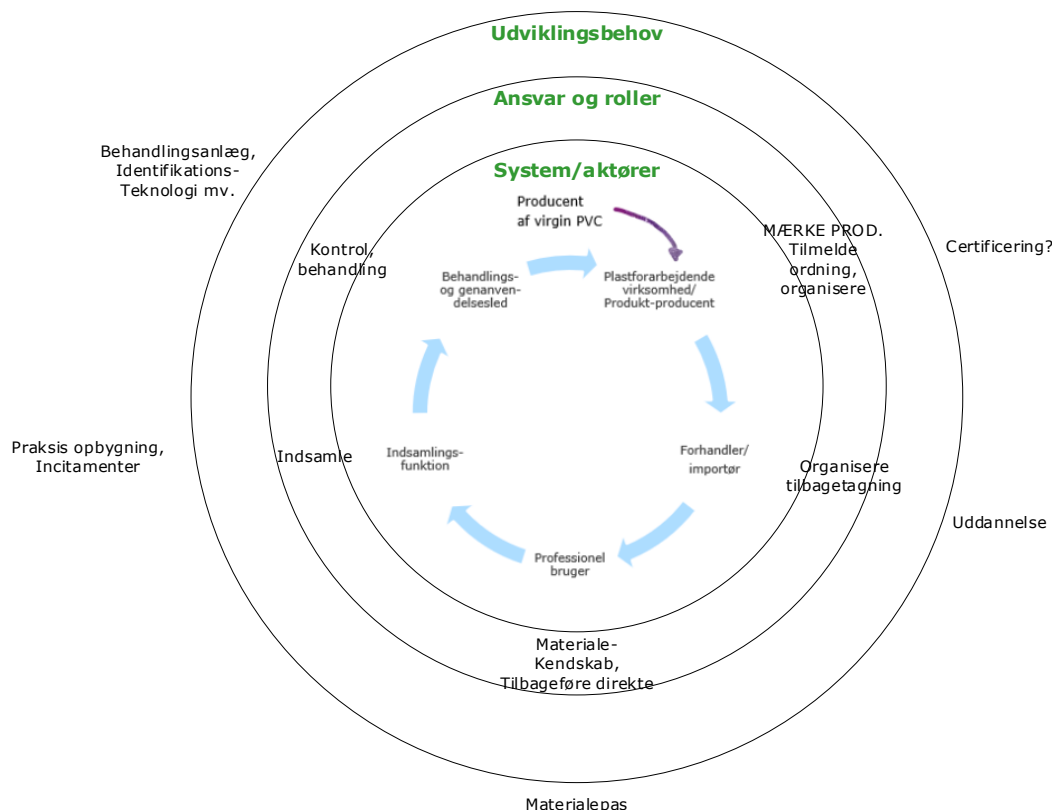 Udviklingsbehov
Ansvar og roller
System/aktører
Producent
af virgin PVC
Behandlingsanlæg,
Identifikations-
Teknologi mv.
Kontrol,
behandling
MÆRKE PROD.
Tilmelde
ordning,
organisere
Certificering?
Behandlings-
og genanven-
delsesled
Plastforarbejdende
virksomhed/
Produkt-producent
Praksis opbygning,
Incitamenter
Indsamle
Indsamlings-
funktion
Forhandler/
importør
Organisere
tilbagetagning
Uddannelse
Professionel
bruger
Materiale-
Kendskab,
Tilbageføre direkte
Materialepas